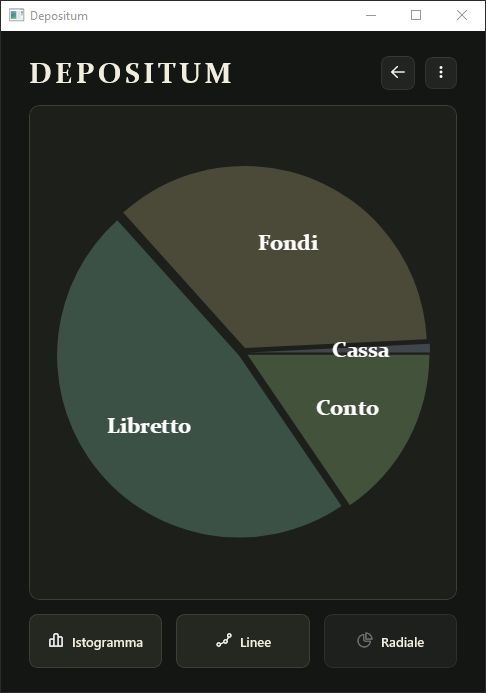 Depositum
DEPOSITUM
Fondi
Cassa
Conto
Libretto
Istogramma
Linee
Radiale